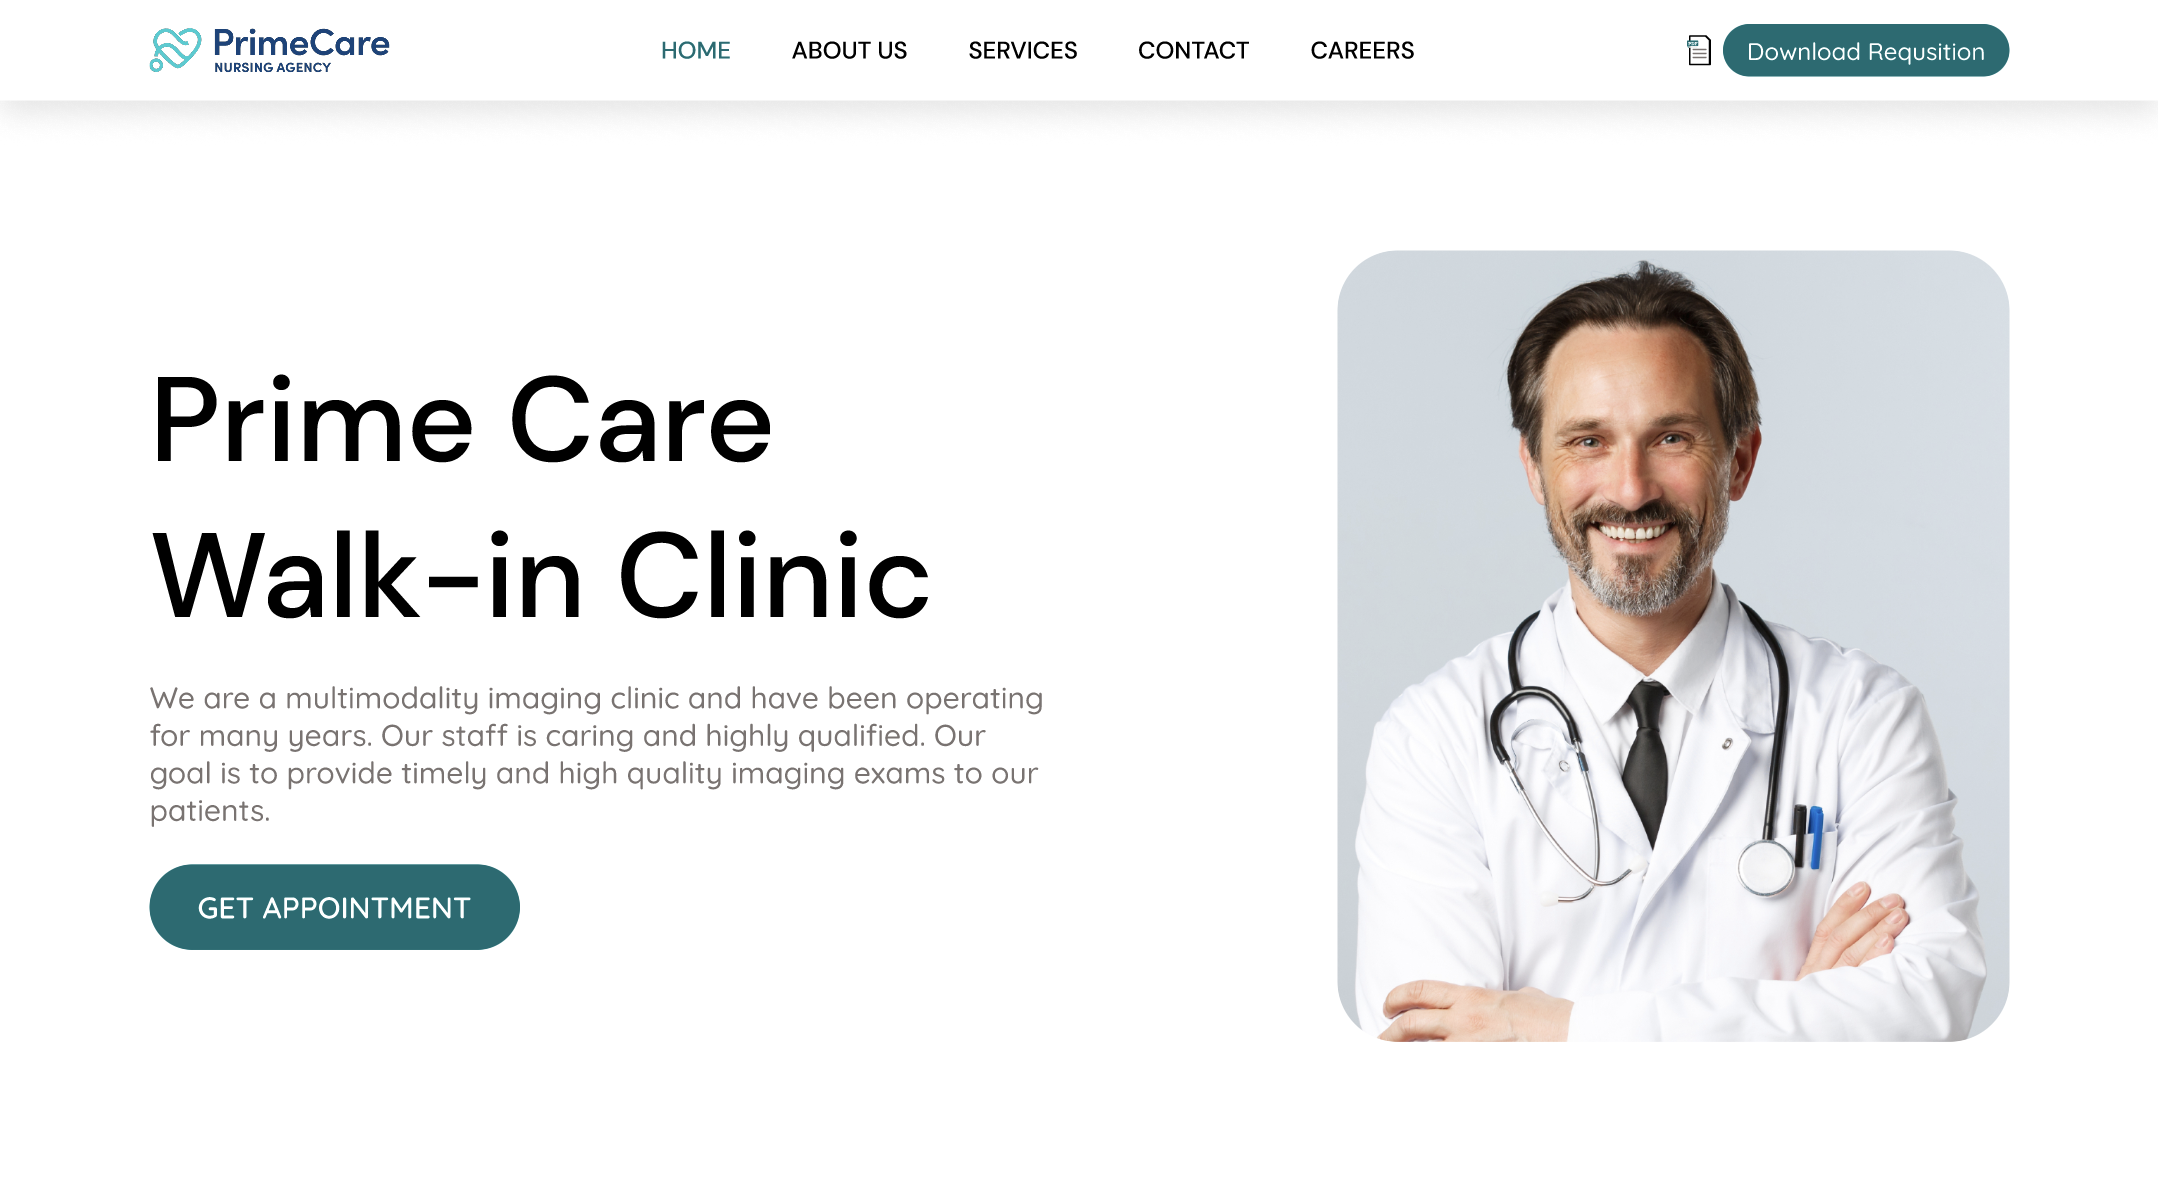 PrimeCare
NURSING AGENCY
HOME
ABOUT US
SERVICES
CONTACT
CAREERS
PDF
Download Requsition
Prime Care
Walk-in Clinic
We are a multimodality imaging clinic and have been operating
for many years. Our staff is caring and highly qualified. Our
goal is to provide timely and high quality imaging exams to our
patients.
GET APPOINTMENT